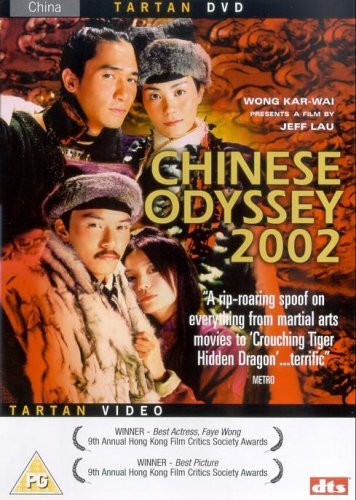 China
TARTAN DVD
WONG KAR-WAI
PRESENTS A FILM BY
JEFF LAU
CHINESE
ODYSSEY
2002
"A rip-roaring spoof on
everything from martial arts
movies to 'Crouching Tiger
Hidden Dragon'...terrific"
METRO
TARTAN VIDEO
WINNER - Best Actress, Faye Wong
9th Annual Hong Kong Film Critics Society Awards
WINNER - Best Picture
9th Annual Hong Kong Film Critics Society Awards
PG
dts